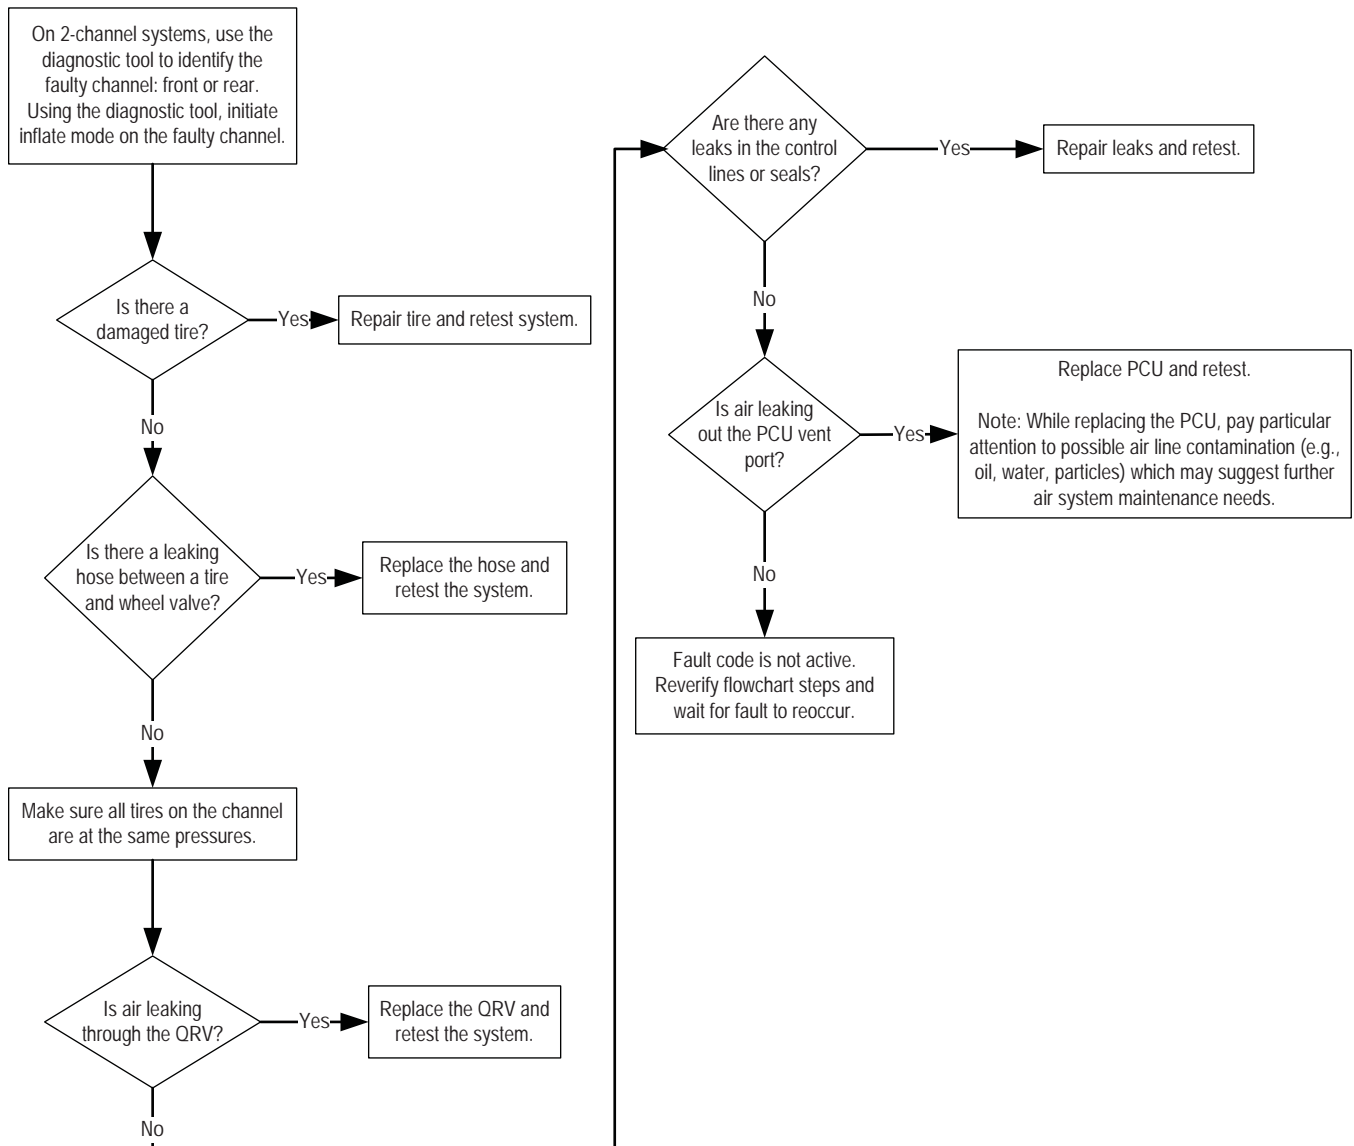 On 2-channel systems, use the
diagnostic tool to identify the
faulty channel: front or rear.
Using the diagnostic tool, initiate
inflate mode on the faulty channel.
Is there a
damaged tire?
Yes
Repair tire and retest system.
No
Is there a leaking
hose between a tire
and wheel valve?
Yes
Replace the hose and
retest the system.
No
Make sure all tires on the channel
are at the same pressures.
Is air leaking
through the QRV?
Yes
Replace the QRV and
retest the system.
No
Are there any
leaks in the control
lines or seals?
Yes
Repair leaks and retest.
No
Is air leaking
out the PCU vent
port?
Yes
Replace PCU and retest.
Note: While replacing the PCU, pay particular
attention to possible air line contamination (e.g.,
oil, water, particles) which may suggest further
air system maintenance needs.
No
Fault code is not active.
Reverify flowchart steps and
wait for fault to reoccur.